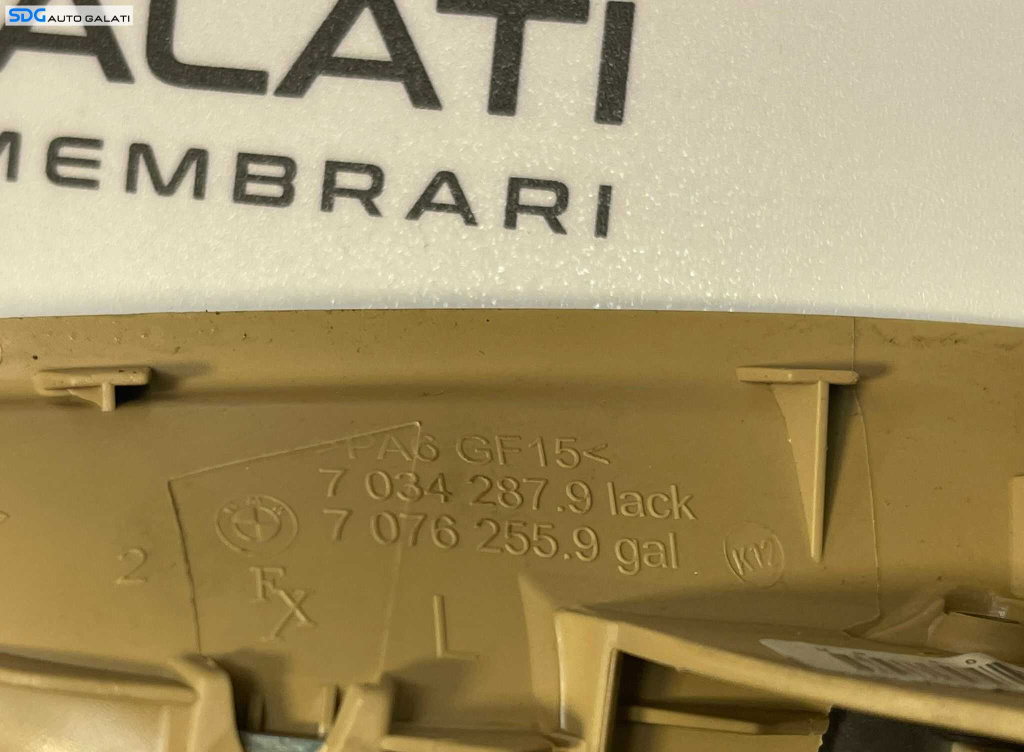 SDG AUTO GALATI
ALATI
MEMBRARI
PA6 GF15<
7 034 287.9 lack
7 076 255.9 gal
K12
2
FX
L